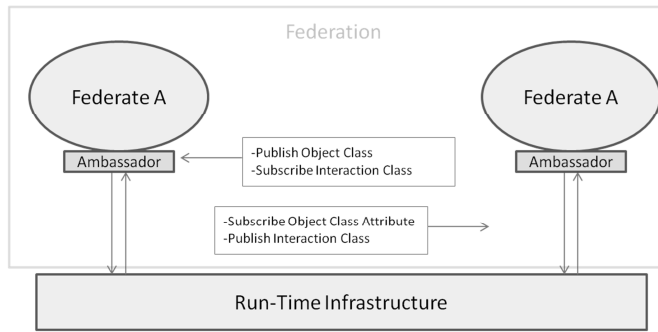 Federation
Federate A
Federate A
Ambassador
Ambassador
-Publish Object Class
-Subscribe Interaction Class
-Subscribe Object Class Attribute
-Publish Interaction Class
Run-Time Infrastructure